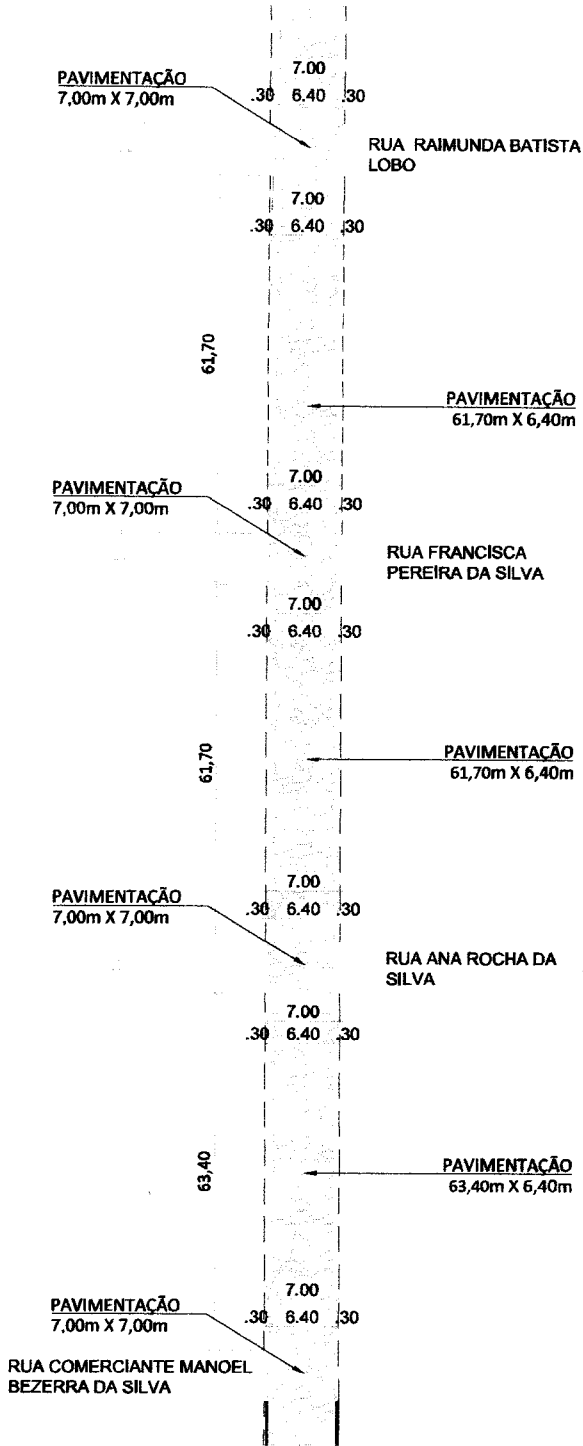 7.00
PAVIMENTAÇÃO
7,00m X 7,00m
.30 6.40 .30
RUA RAIMUNDA BATISTA
LOBO
7.00
.30 6.40 .30
61,70
PAVIMENTAÇÃO
61,70m X 6,40m
7.00
PAVIMENTAÇÃO
7,00m X 7,00m
.30 6.40 .30
RUA FRANCISCA
PEREIRA DA SILVA
7.00
.30 6.40 .30
61,70
PAVIMENTAÇÃO
61,70m X 6,40m
7.00
PAVIMENTAÇÃO
7,00m X 7,00m
.30 6.40 .30
RUA ANA ROCHA DA
SILVA
7.00
.30 6.40 .30
63,40
PAVIMENTAÇÃO
63,40m X 6,40m
7.00
PAVIMENTAÇÃO
7,00m X 7,00m
.30 6.40 .30
RUA COMERCIANTE MANOEL
BEZERRA DA SILVA